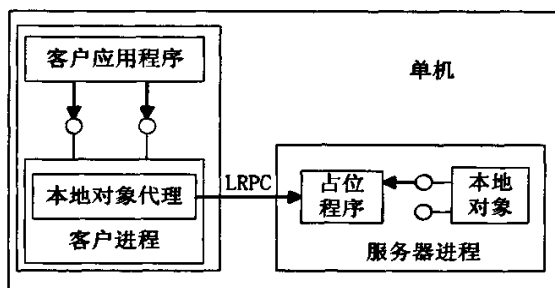 客户应用程序
单机
本地对象代理
LRPC
占位
程序
本地
对象
客户进程
服务器进程